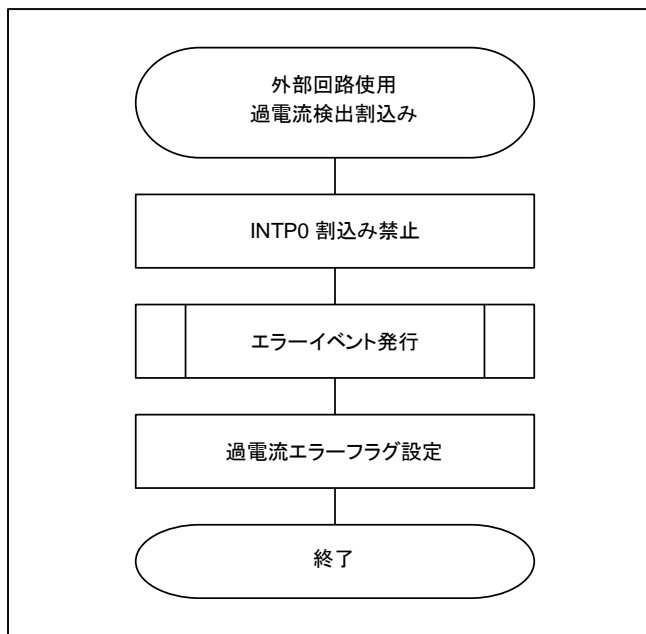 外部回路使用
過電流検出割込み
INTP0 割込み禁止
エラーイベント発行
過電流エラーフラグ設定
終了